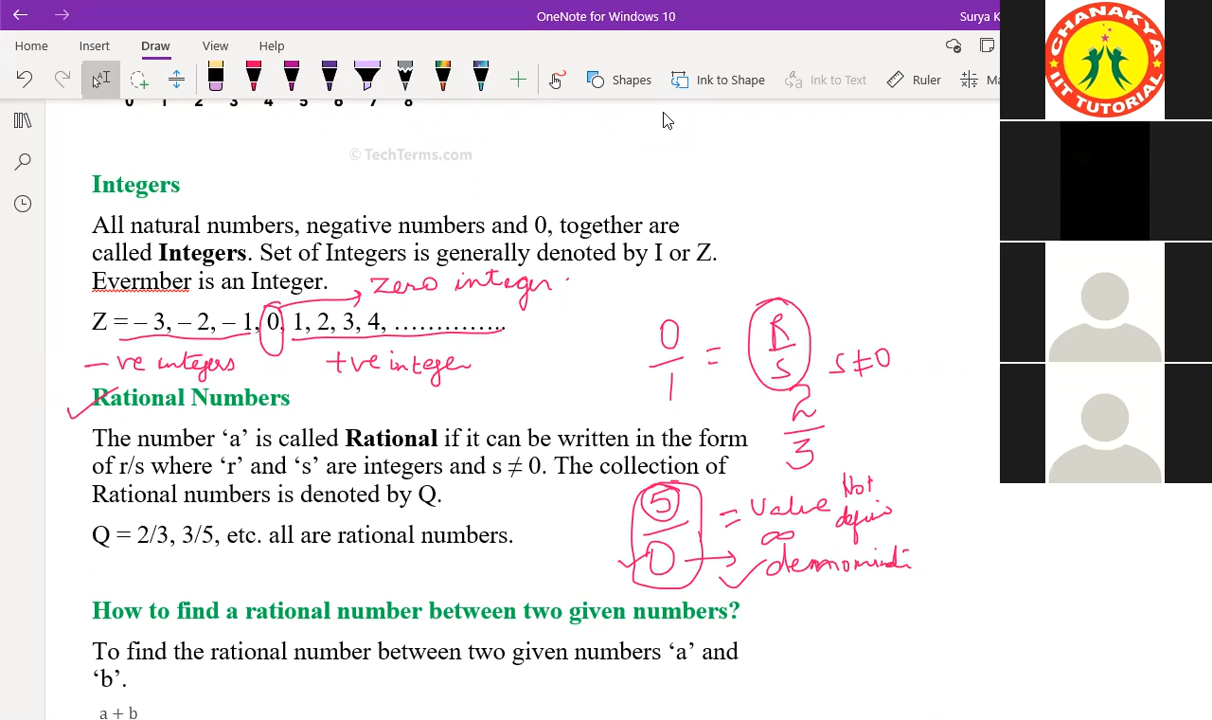 OneNote for Windows 10
Surya K
Home Insert Draw View Help
Shapes Ink to Shape Ink to Text Ruler Ma
0 1 2 3 4 5 6 7 8
© TechTerms.com
CHANAKYA
IIT TUTORIAL
Integers
All natural numbers, negative numbers and 0, together are
called Integers. Set of Integers is generally denoted by I or Z.
Evermber is an Integer.
zero integer
Z = – 3, – 2, – 1, 0, 1, 2, 3, 4, …………..
– ve integers
+ve integer
0/1 = R/S S ≠ 0
2/3
Rational Numbers
The number ‘a’ is called Rational if it can be written in the form
of r/s where ‘r’ and ‘s’ are integers and s ≠ 0. The collection of
Rational numbers is denoted by Q.
5/0 = value Not
∞
Q = 2/3, 3/5, etc. all are rational numbers.
How to find a rational number between two given numbers?
To find the rational number between two given numbers ‘a’ and
‘b’.
a + b